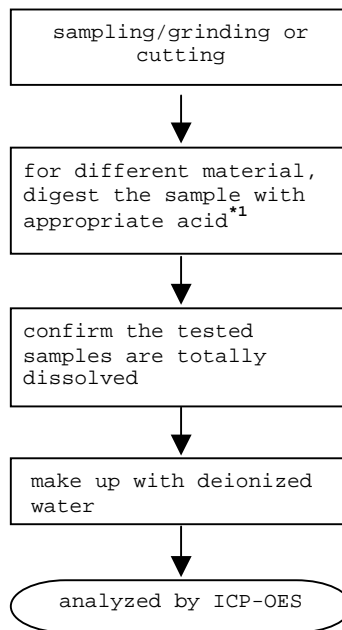 sampling/grinding or
cutting
for different material,
digest the sample with
appropriate acid*1
confirm the tested
samples are totally
dissolved
make up with deionized
water
analyzed by ICP-OES